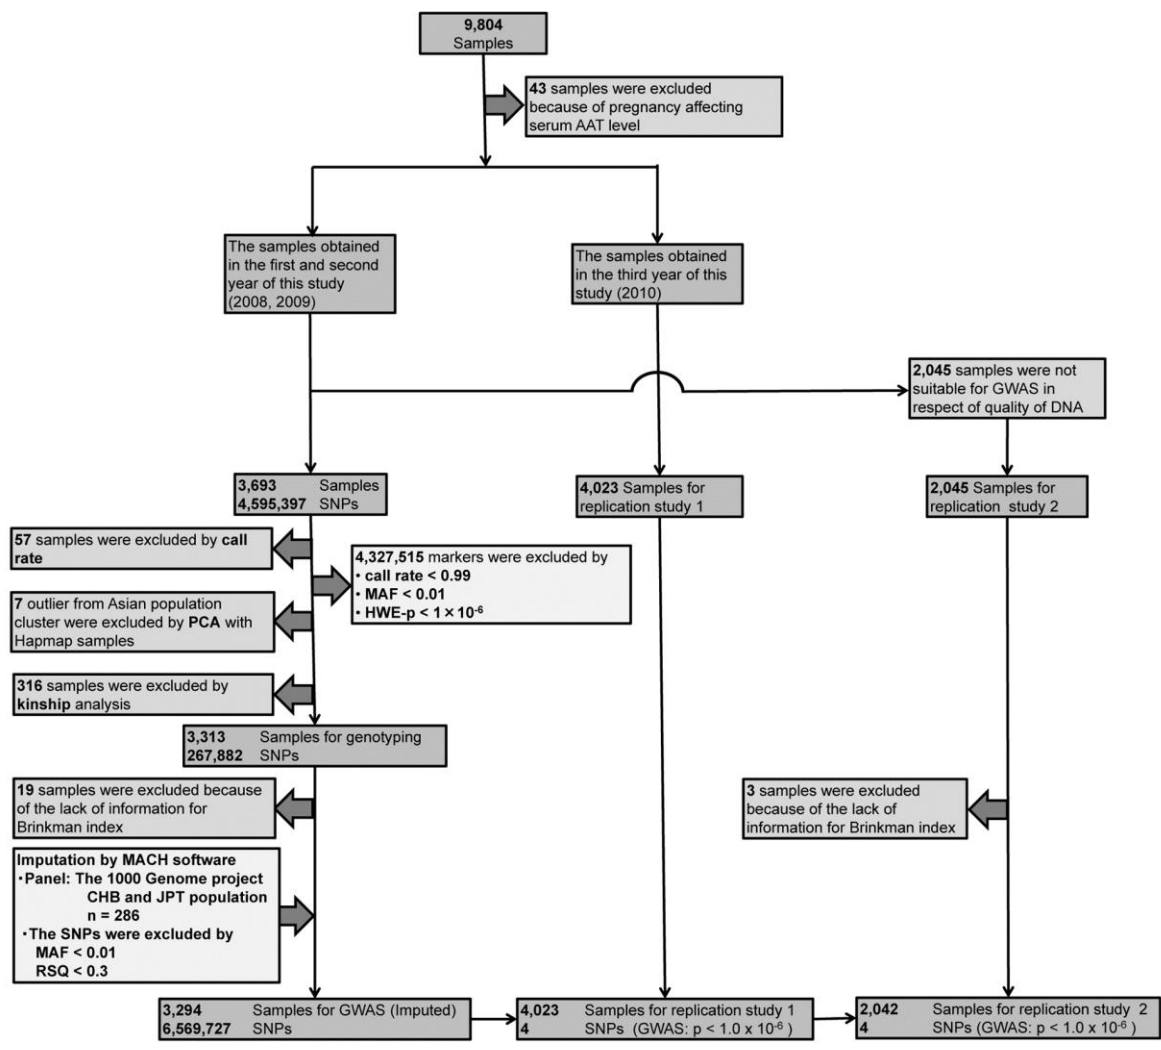 9,804
Samples
43 samples were excluded
because of pregnancy affecting
serum AAT level
The samples obtained
in the first and second
year of this study
(2008, 2009)
The samples obtained
in the third year of this
study (2010)
2,045 samples were not
suitable for GWAS in
respect of quality of DNA
3,693 Samples
4,595,397 SNPs
4,023 Samples for
replication study 1
2,045 Samples for
replication study 2
57 samples were excluded by call
rate
4,327,515 markers were excluded by
・call rate < 0.99
・MAF < 0.01
・HWE-p < 1 × 10⁻⁶
7 outlier from Asian population
cluster were excluded by PCA with
Hapmap samples
316 samples were excluded by
kinship analysis
3,313 Samples for genotyping
267,882 SNPs
19 samples were excluded because
of the lack of information for
Brinkman index
3 samples were excluded
because of the lack of
information for Brinkman index
Imputation by MACH software
・Panel: The 1000 Genome project
CHB and JPT population
n = 286
・The SNPs were excluded by
MAF < 0.01
RSQ < 0.3
3,294 Samples for GWAS (Imputed)
6,569,727 SNPs
4,023 Samples for replication study 1
4 SNPs (GWAS: p < 1.0 x 10⁻⁶ )
2,042 Samples for replication study 2
4 SNPs (GWAS: p < 1.0 x 10⁻⁶ )